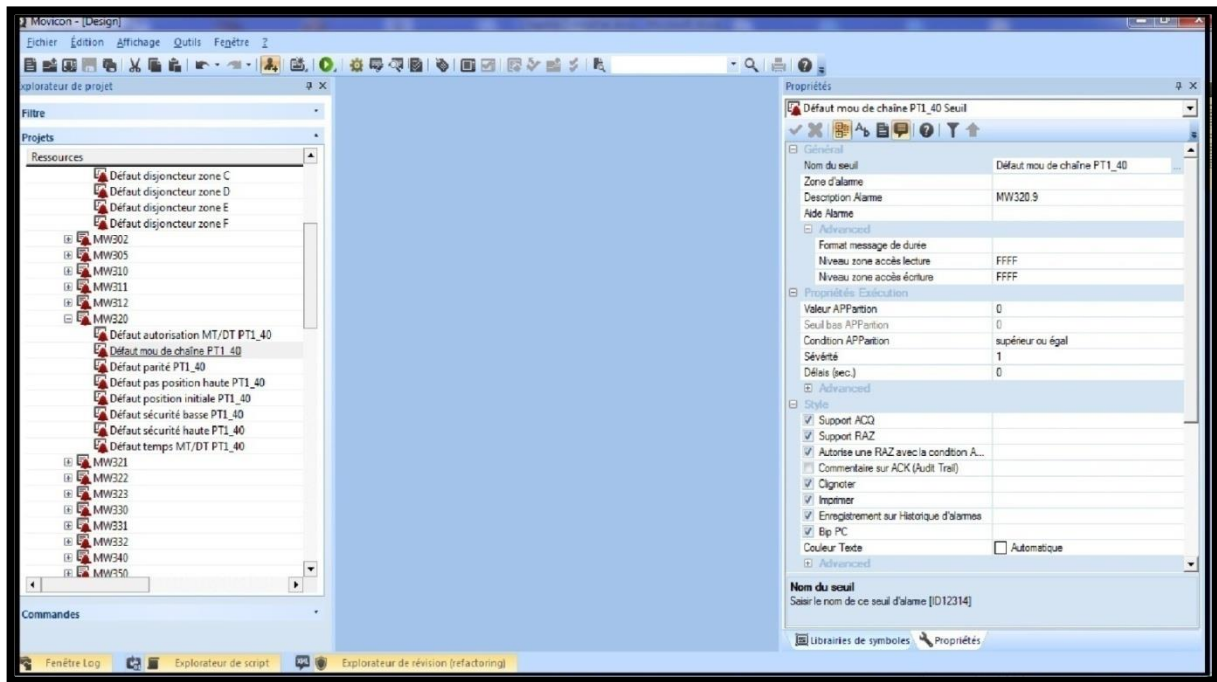 Movicon - [Design]
Fichier Édition Affichage Outils Fenêtre ?
xplorateur de projet
Filtre
Projets
Ressources
Défaut disjoncteur zone C
Défaut disjoncteur zone D
Défaut disjoncteur zone E
Défaut disjoncteur zone F
MW302
MW305
MW310
MW311
MW312
MW320
Défaut autorisation MT/DT PT1_40
Défaut mou de chaîne PT1_40
Défaut parité PT1_40
Défaut pas position haute PT1_40
Défaut position initiale PT1_40
Défaut sécurité basse PT1_40
Défaut sécurité haute PT1_40
Défaut temps MT/DT PT1_40
MW321
MW322
MW323
MW330
MW331
MW332
MW340
MW350
Commandes
Fenêtre Log Explorateur de script Explorateur de révision (refactoring)
Propriétés
Défaut mou de chaîne PT1_40 Seuil
Général
Nom du seuil Défaut mou de chaîne PT1_40 ...
Zone d'alarme
Description Alarme MW320.9
Aide Alarme
Advanced
Format message de durée
Niveau zone accès lecture FFFF
Niveau zone accès écriture FFFF
Propriétés Exécution
Valeur APPartion 0
Seuil bas APPartion 0
Condition APParition supérieur ou égal
Sévérité 1
Délais (sec.) 0
Advanced
Style
Support ACQ
Support RAZ
Autorise une RAZ avec la condition A...
Commentaire sur ACK (Audit Trail)
Clignoter
Imprimer
Enregistrement sur Historique d'alarmes
Bip PC
Couleur Texte Automatique
Advanced
Nom du seuil
Saisir le nom de ce seuil d'alarme [ID12314]
Librairies de symboles Propriétés